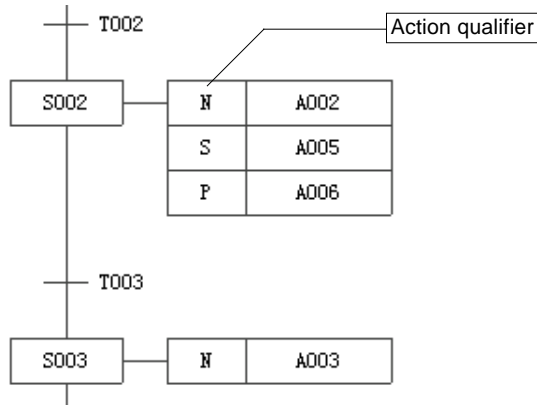 T002
Action qualifier
S002 N A002
S A005
P A006
T003
S003 N A003